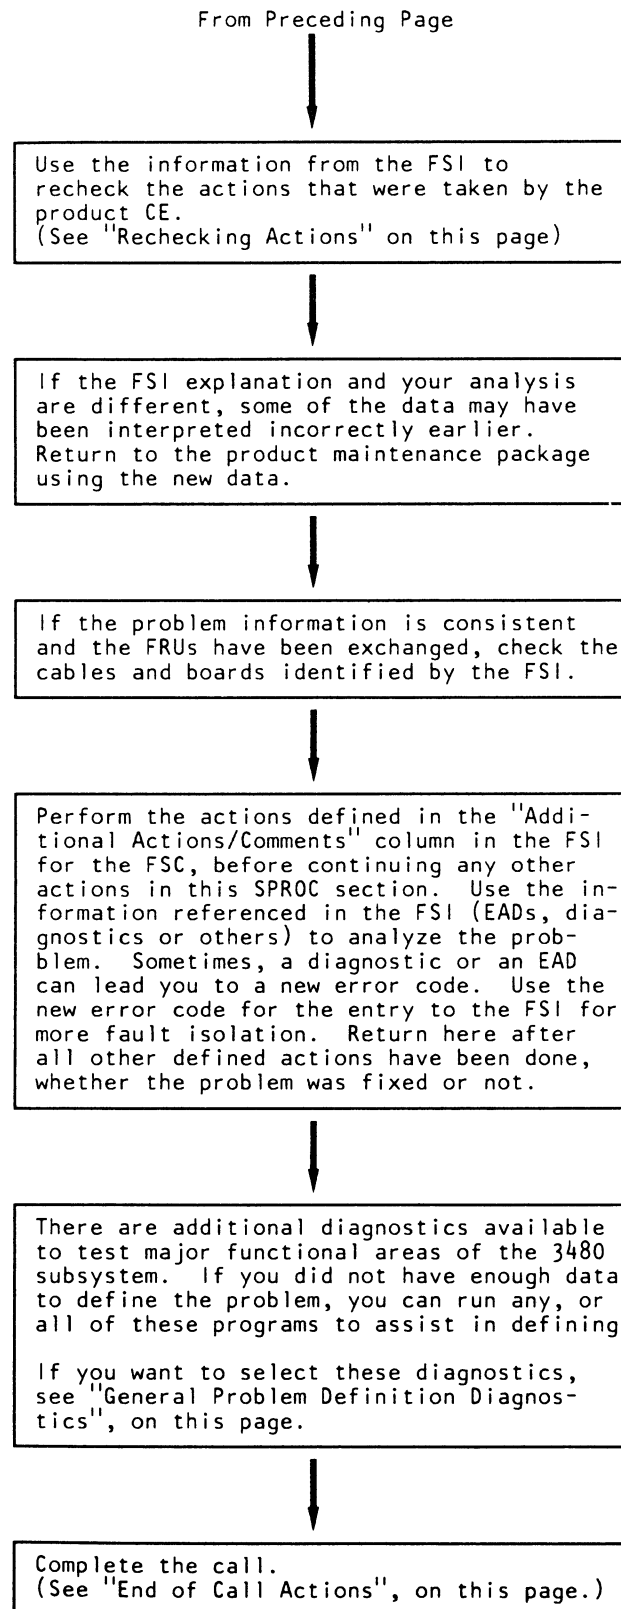 From Preceding Page
Use the information from the FSI to
recheck the actions that were taken by the
product CE.
(See "Rechecking Actions" on this page)
If the FSI explanation and your analysis
are different, some of the data may have
been interpreted incorrectly earlier.
Return to the product maintenance package
using the new data.
If the problem information is consistent
and the FRUs have been exchanged, check the
cables and boards identified by the FSI.
Perform the actions defined in the "Addi-
tional Actions/Comments" column in the FSI
for the FSC, before continuing any other
actions in this SPROC section. Use the in-
formation referenced in the FSI (EADs, dia-
gnostics or others) to analyze the prob-
blem. Sometimes, a diagnostic or an EAD
can lead you to a new error code. Use the
new error code for the entry to the FSI for
more fault isolation. Return here after
all other defined actions have been done,
whether the problem was fixed or not.
There are additional diagnostics available
to test major functional areas of the 3480
subsystem. If you did not have enough data
to define the problem, you can run any, or
all of these programs to assist in defining
If you want to select these diagnostics,
see "General Problem Definition Diagnos-
tics", on this page.
Complete the call.
(See "End of Call Actions", on this page.)